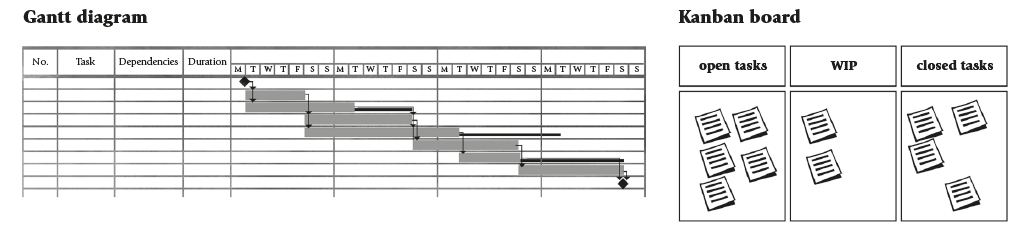 Gantt diagram
No. Task Dependencies Duration
M T W T F S S M T W T F S S M T W T F S S M T W T F S S
Kanban board
open tasks WIP closed tasks